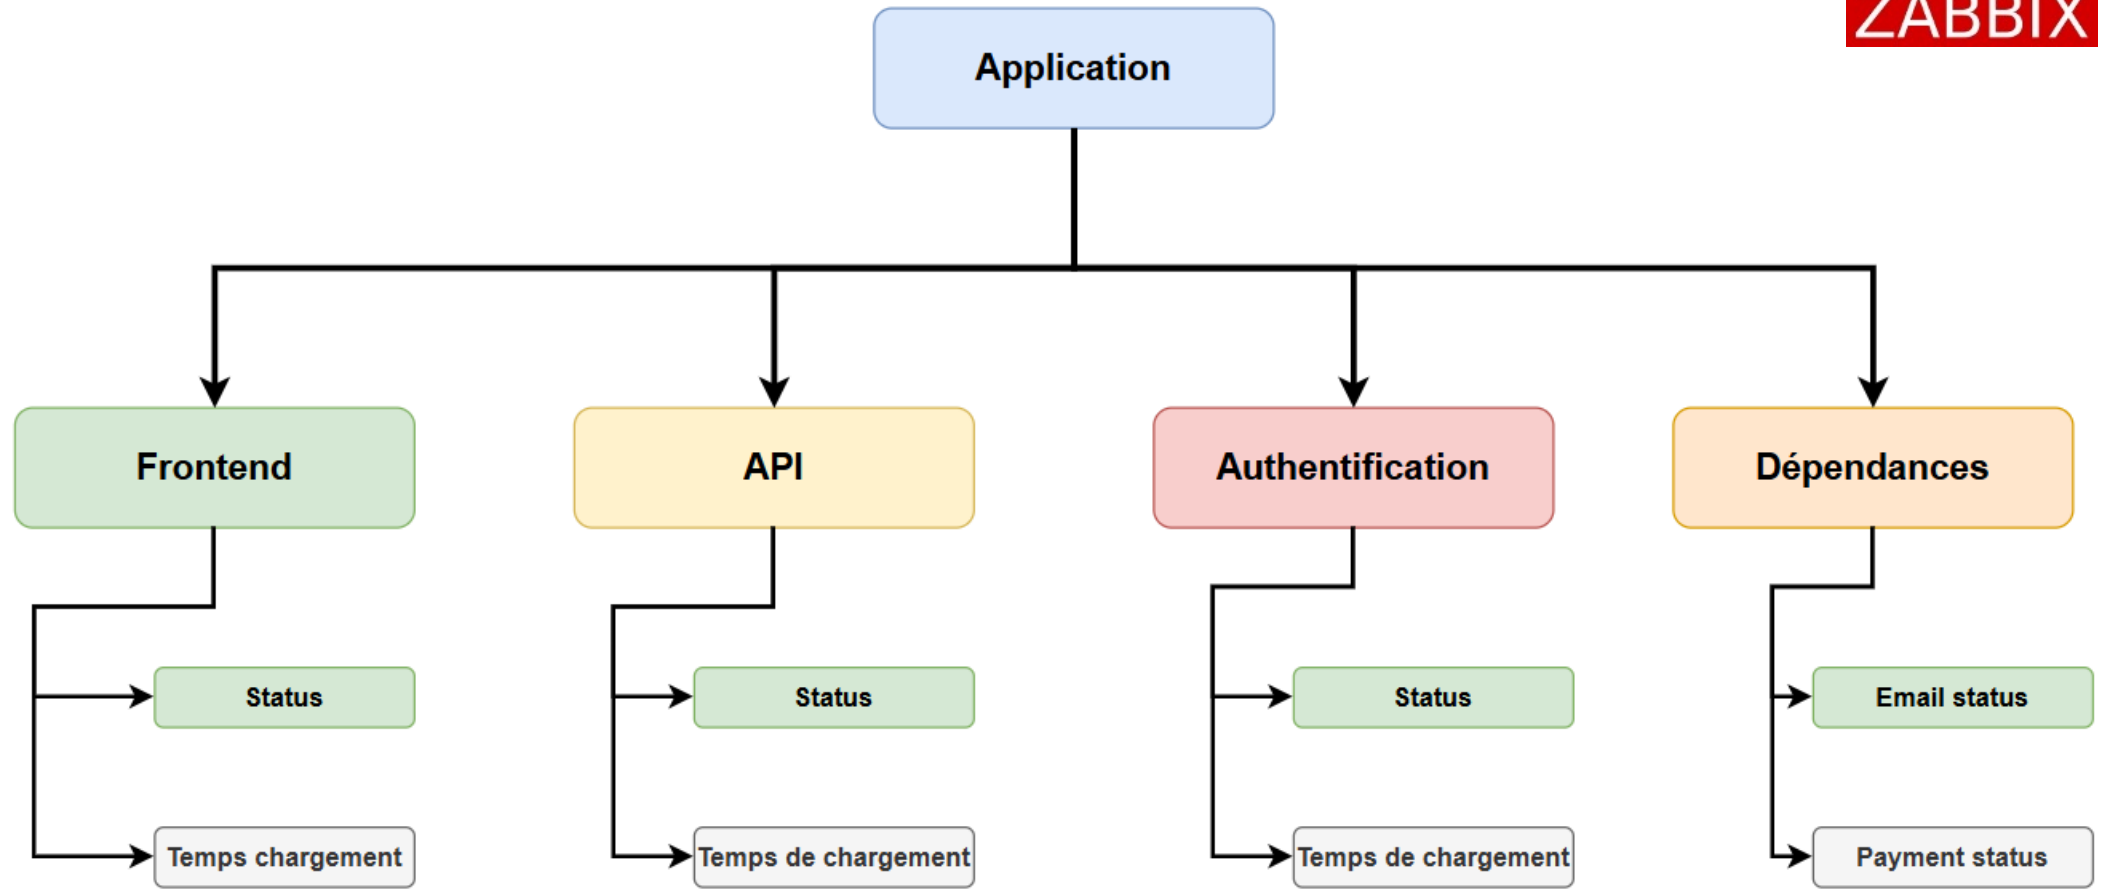 ZABBIX
Application
Frontend
API
Authentification
Dépendances
Status
Status
Status
Email status
Temps chargement
Temps de chargement
Temps de chargement
Payment status